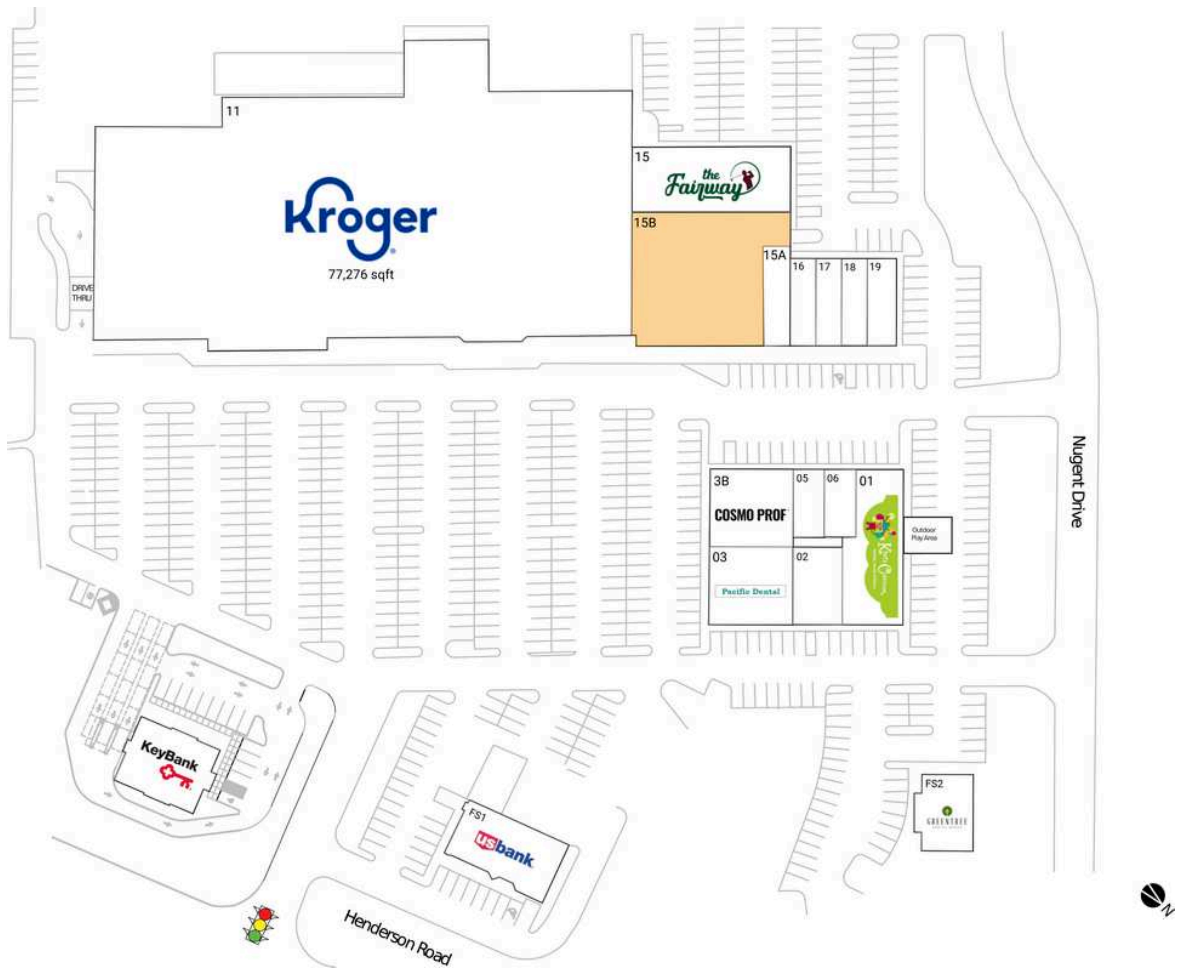 11
Kroger
77,276 sqft
DRIVE
THRU
15
the
Fairway
15B
15A
16
17
18
19
Nugent Drive
3B
COSMO PROF
05
06
01
Outdoor
Play Area
03
Pacific Dental
02
KeyBank
FS1
usbank
FS2
GREENTREE
Henderson Road
N